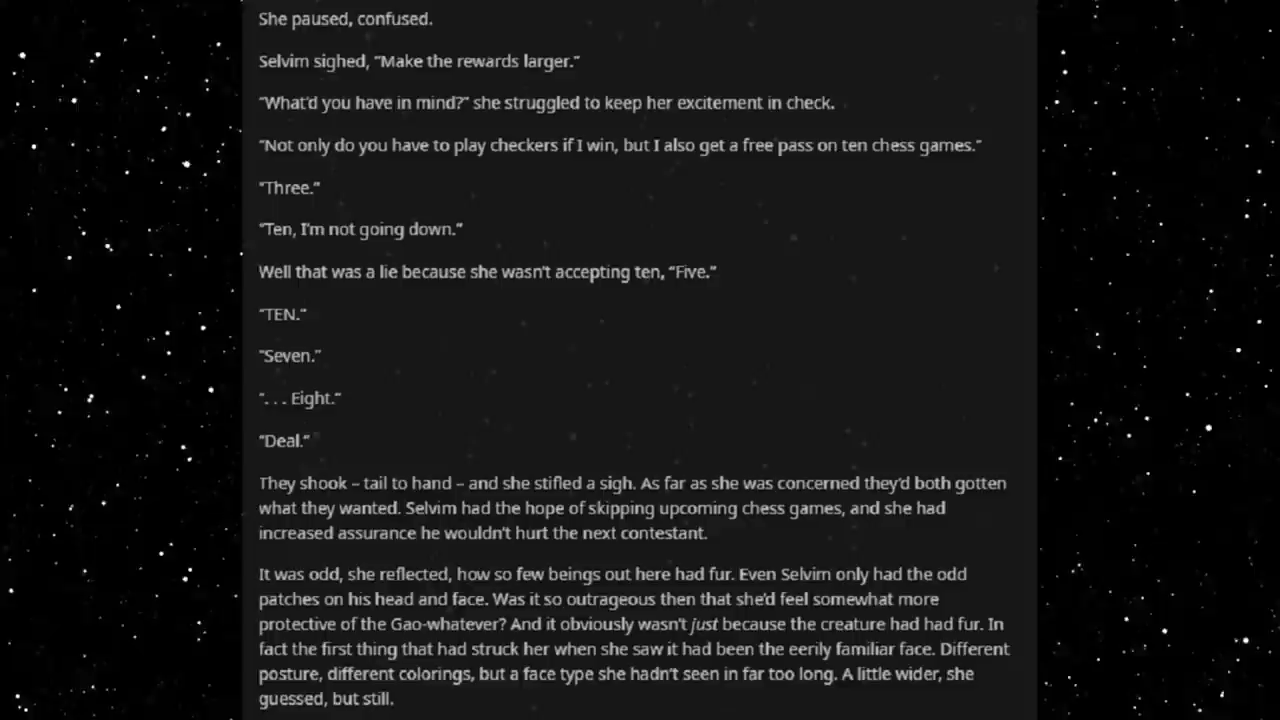 She paused, confused.
Selvim sighed, “Make the rewards larger.”
“What’d you have in mind?” she struggled to keep her excitement in check.
“Not only do you have to play checkers if I win, but I also get a free pass on ten chess games.”
“Three.”
“Ten, I’m not going down.”
Well that was a lie because she wasn’t accepting ten, “Five.”
“TEN.”
“Seven.”
“. . . Eight.”
“Deal.”
They shook – tail to hand – and she stifled a sigh. As far as she was concerned they’d both gotten
what they wanted. Selvim had the hope of skipping upcoming chess games, and she had
increased assurance he wouldn’t hurt the next contestant.
It was odd, she reflected, how so few beings out here had fur. Even Selvim only had the odd
patches on his head and face. Was it so outrageous then that she’d feel somewhat more
protective of the Gao-whatever? And it obviously wasn’t just because the creature had had fur. In
fact the first thing that had struck her when she saw it had been the eerily familiar face. Different
posture, different colorings, but a face type she hadn’t seen in far too long. A little wider, she
guessed, but still.